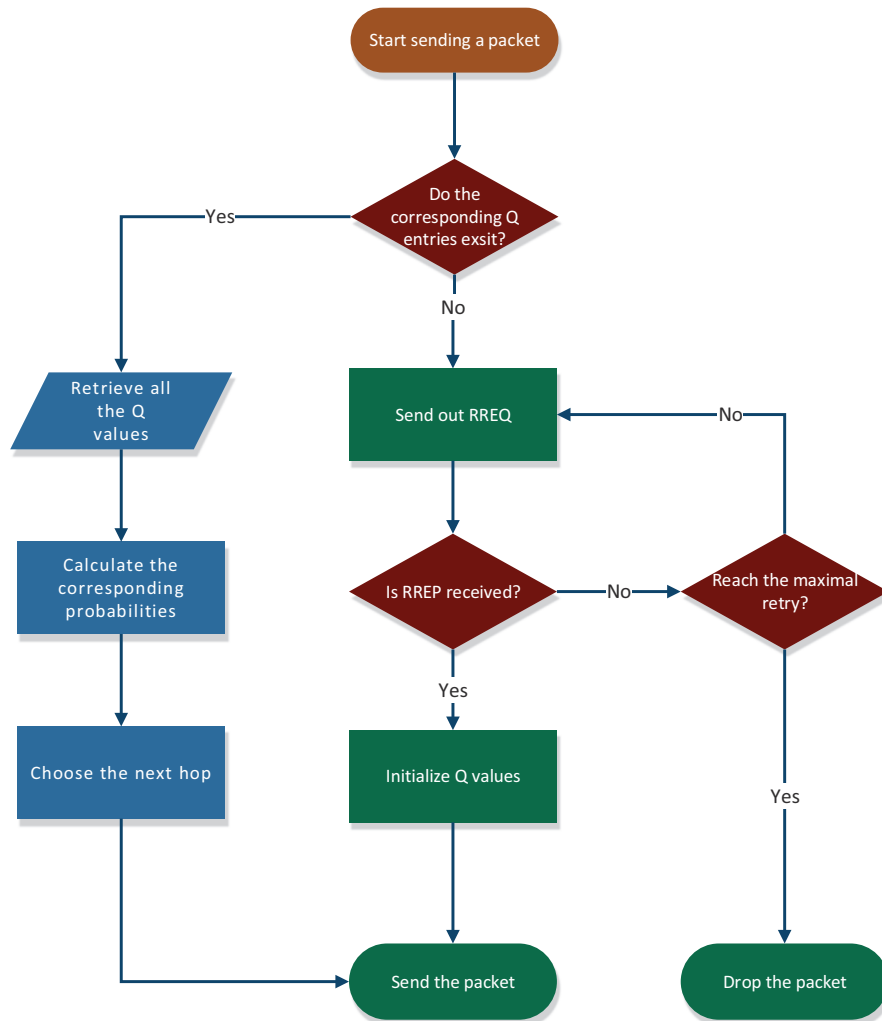 Start sending a packet
Do the
corresponding Q
entries exsit?
Yes
No
Retrieve all
the Q
values
Send out RREQ
No
Calculate the
corresponding
probabilities
Is RREP received?
No
Reach the maximal
retry?
Yes
Choose the next hop
Initialize Q values
Yes
Send the packet
Drop the packet